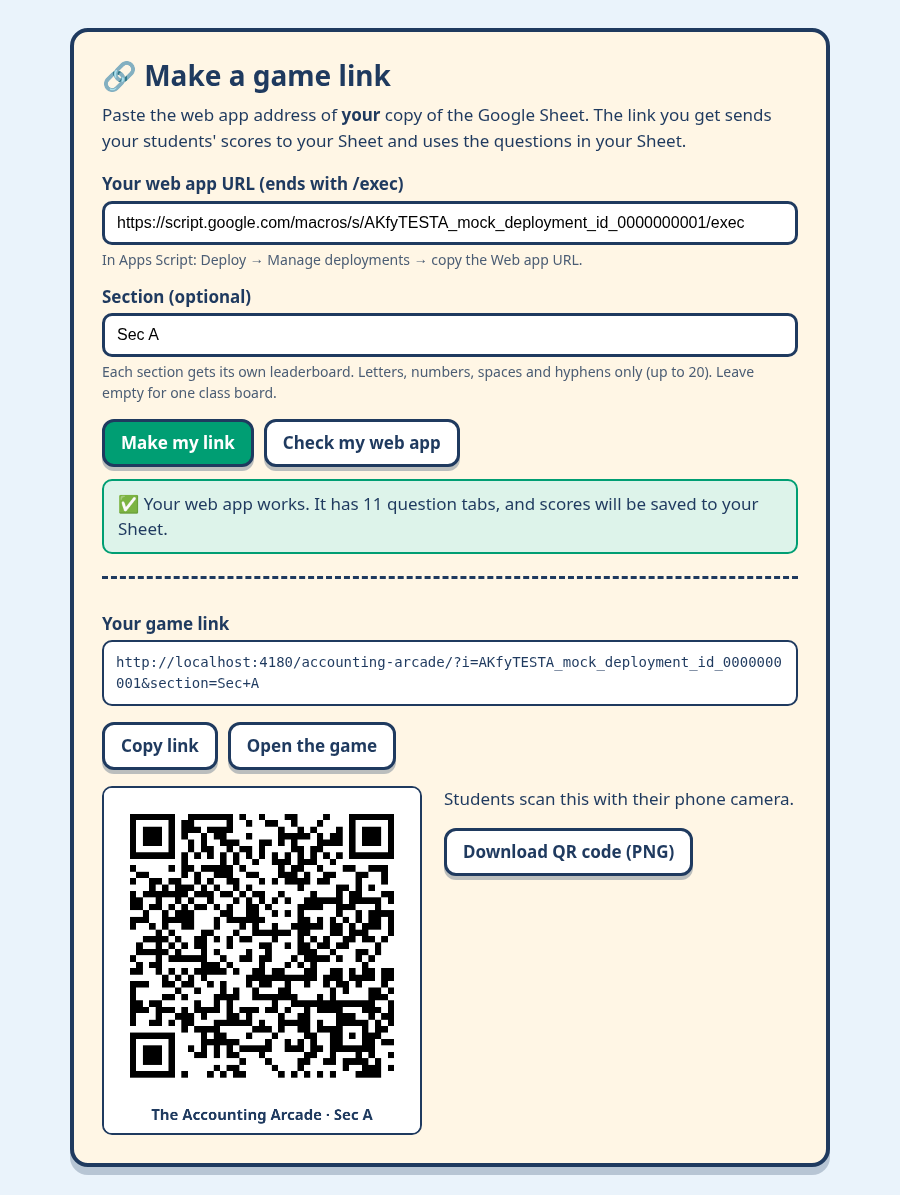 🔗 Make a game link
Paste the web app address of your copy of the Google Sheet. The link you get sends
your students' scores to your Sheet and uses the questions in your Sheet.
Your web app URL (ends with /exec)
https://script.google.com/macros/s/AKfyTESTA_mock_deployment_id_0000000001/exec
In Apps Script: Deploy → Manage deployments → copy the Web app URL.
Section (optional)
Sec A
Each section gets its own leaderboard. Letters, numbers, spaces and hyphens only (up to 20). Leave
empty for one class board.
Make my link
Check my web app
✅ Your web app works. It has 11 question tabs, and scores will be saved to your
Sheet.
Your game link
http://localhost:4180/accounting-arcade/?i=AKfyTESTA_mock_deployment_id_0000000
001&section=Sec+A
Copy link
Open the game
Students scan this with their phone camera.
Download QR code (PNG)
The Accounting Arcade · Sec A